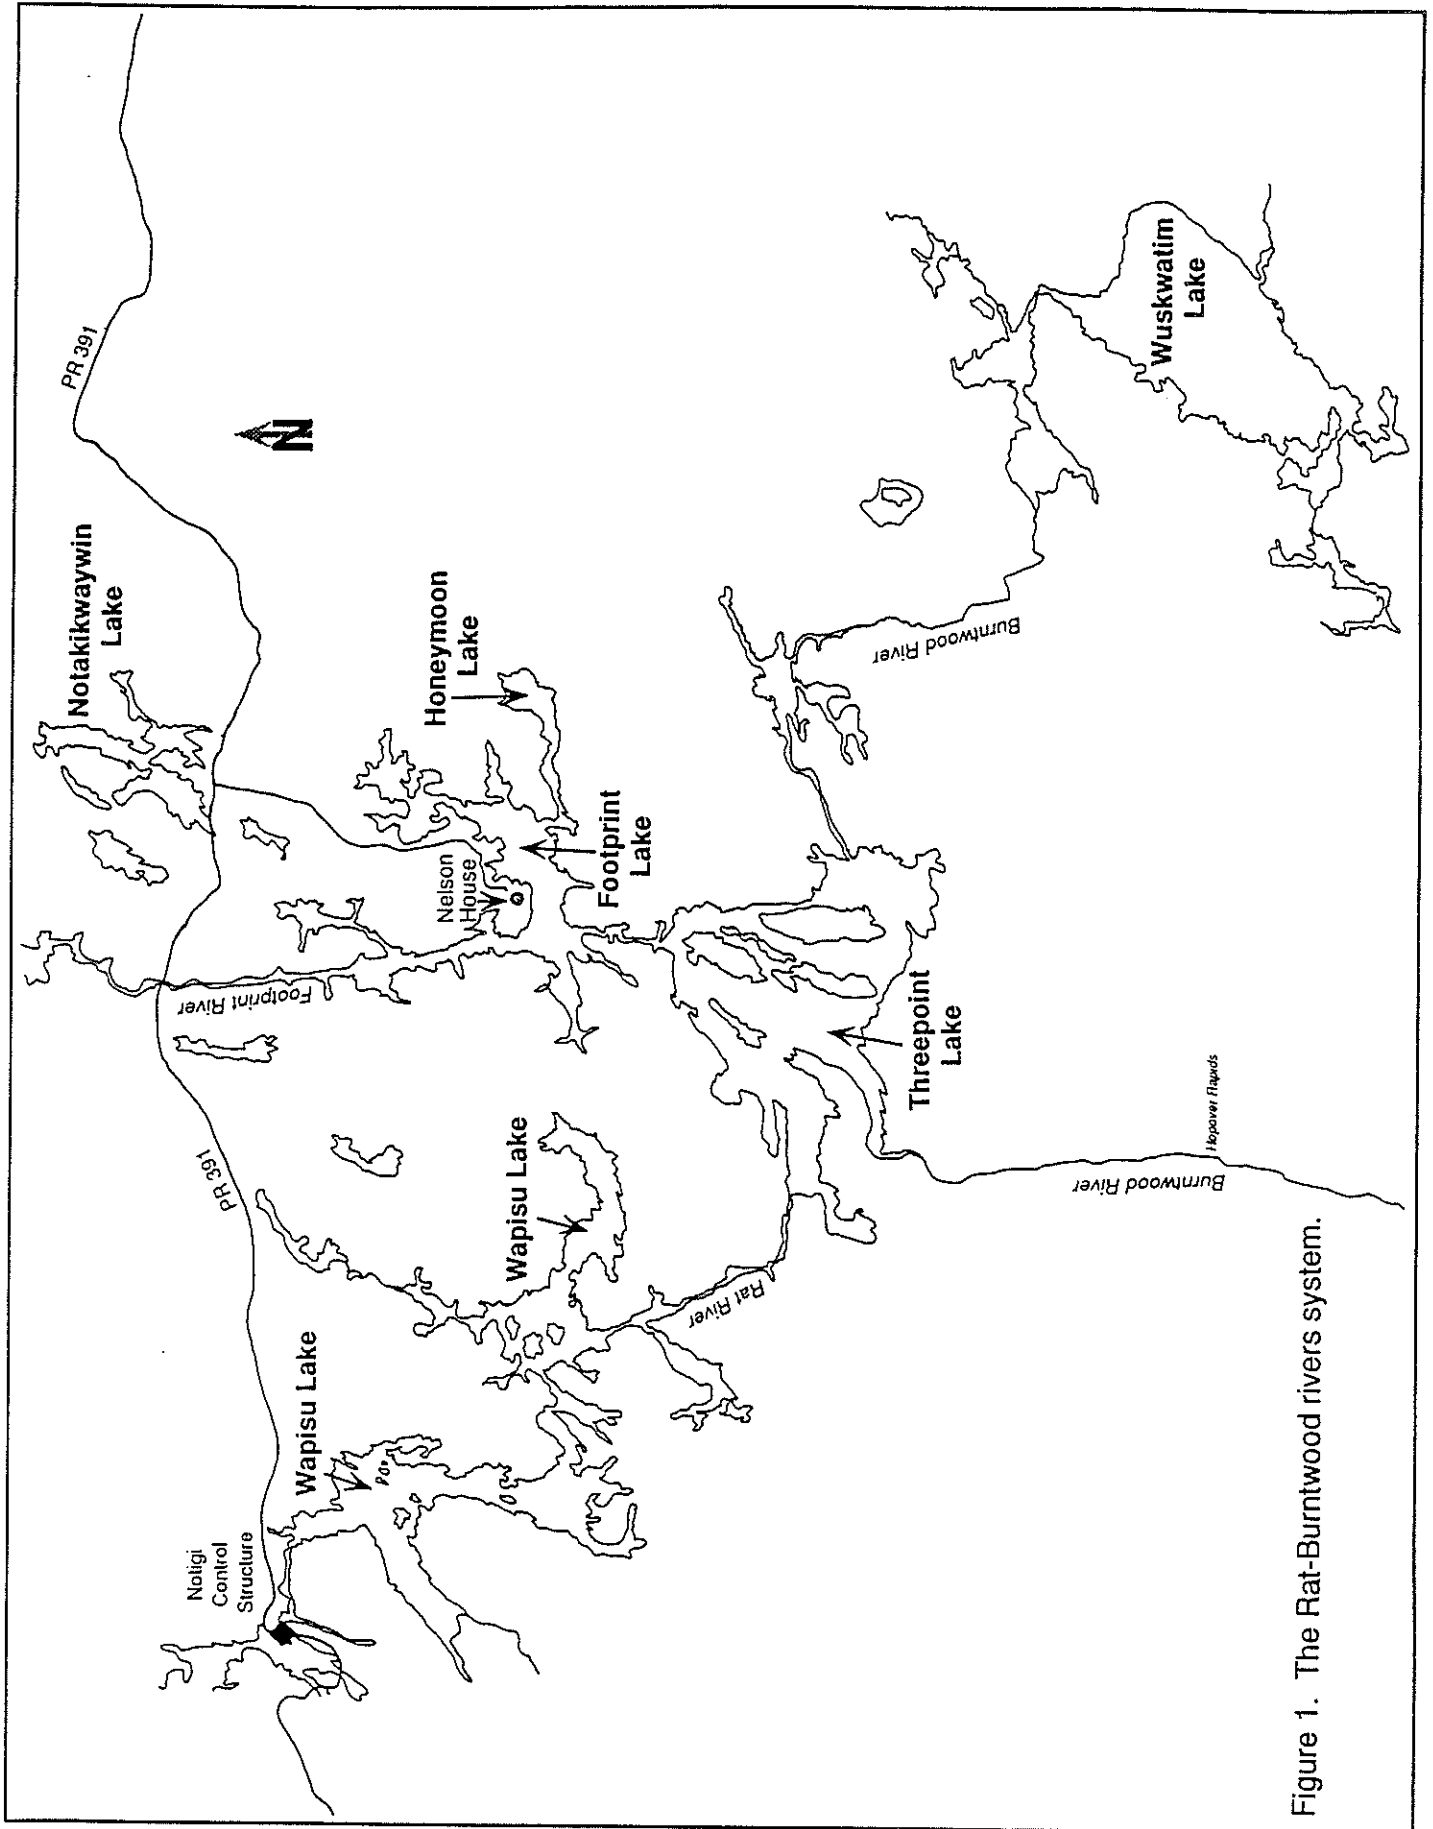 PR 391
N
Notakikwaywin
Lake
Honeymoon
Lake
Nelson
House
Footprint
Lake
Footprint River
Wuskwatim
Lake
Burntwood River
Threepoint
Lake
Hopover Rapids
Burntwood River
PR 391
Wapisu Lake
Rat River
Wapisu Lake
Notigi
Control
Structure
Figure 1. The Rat-Burntwood rivers system.